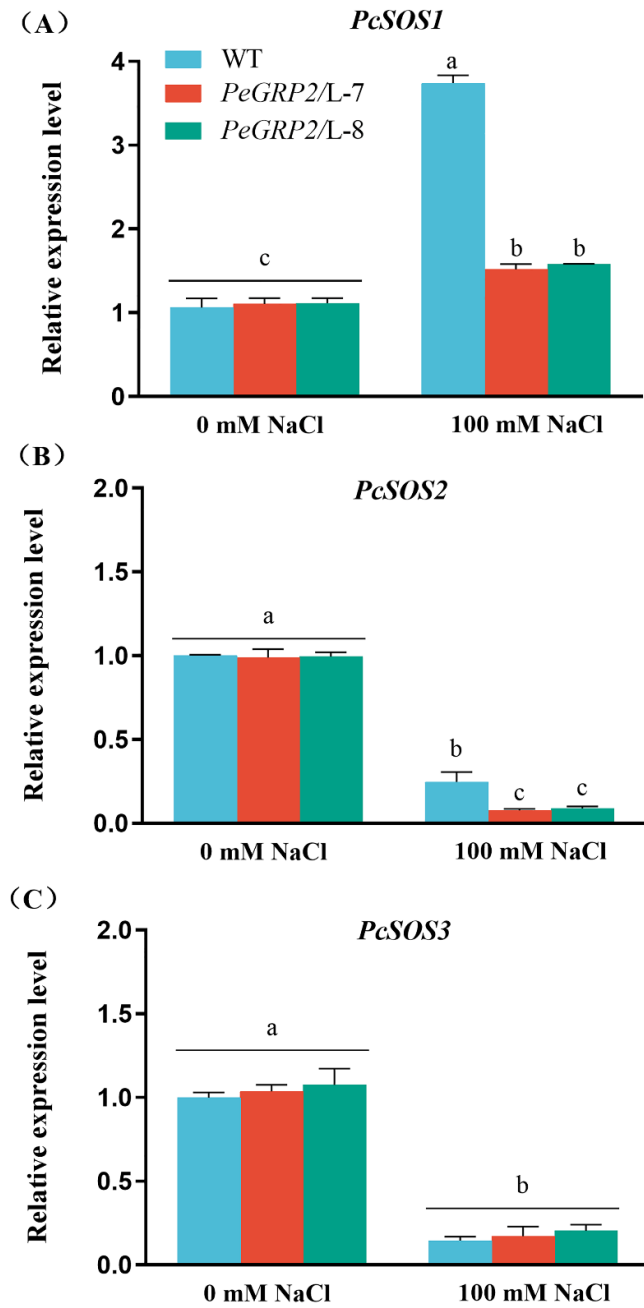 （A）
PcSOS1
Relative expression level
4
3
2
1
0
WT
PeGRP2/L-7
PeGRP2/L-8
c
a
b
b
0 mM NaCl
100 mM NaCl
（B）
PcSOS2
Relative expression level
2.0
1.5
1.0
0.5
0.0
a
b
c
c
0 mM NaCl
100 mM NaCl
（C）
PcSOS3
Relative expression level
2.0
1.5
1.0
0.5
0.0
a
b
0 mM NaCl
100 mM NaCl